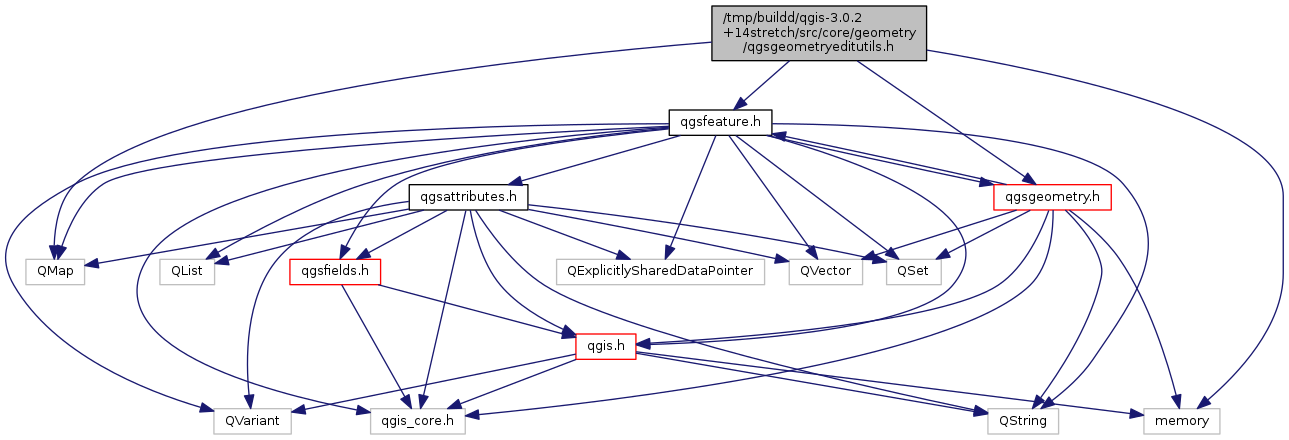 /tmp/buildd/qgis-3.0.2
+14stretch/src/core/geometry
/qgsgeometryeditutils.h
qgsfeature.h
qgsattributes.h
qgsgeometry.h
QMap
QList
qgsfields.h
QExplicitlySharedDataPointer
QVector
QSet
qgis.h
QVariant
qgis_core.h
QString
memory